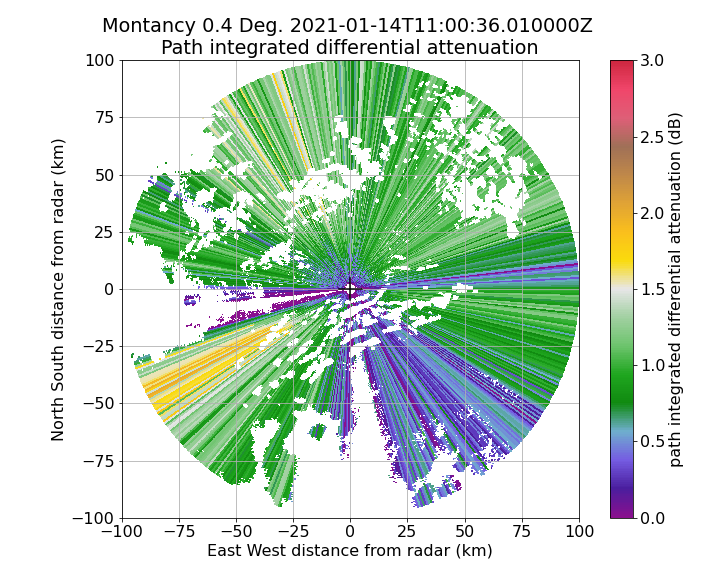 Montancy 0.4 Deg. 2021-01-14T11:00:36.010000Z
Path integrated differential attenuation
100
75
50
25
0
−25
−50
−75
−100
North South distance from radar (km)
−100 −75 −50 −25 0 25 50 75 100
East West distance from radar (km)
3.0
2.5
2.0
1.5
1.0
0.5
0.0
path integrated differential attenuation (dB)